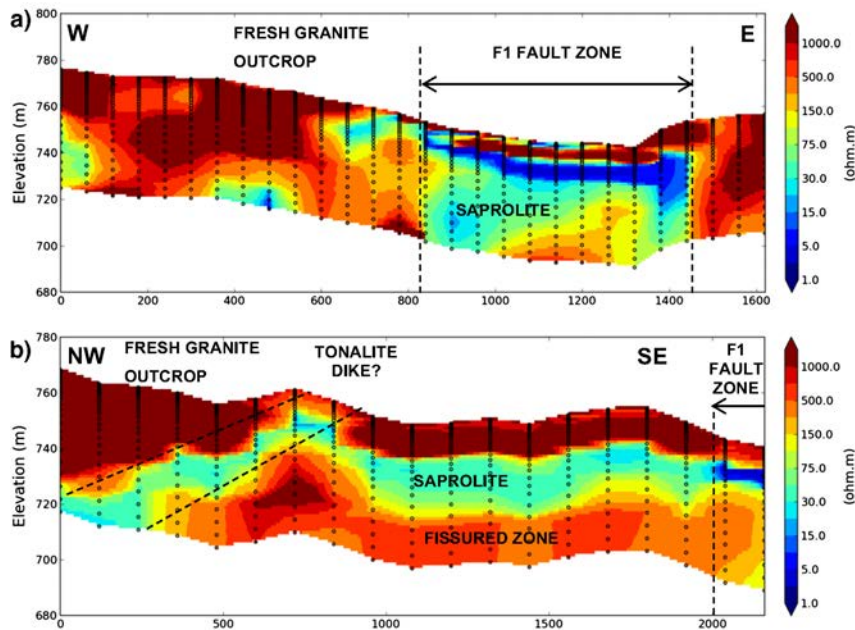 a)
W
FRESH GRANITE
OUTCROP
F1 FAULT ZONE
E
SAPROLITE
Elevation (m)
800
780
760
740
720
700
680
0
200
400
600
800
1000
1200
1400
1600
1000.0
500.0
150.0
75.0
30.0
15.0
5.0
1.0
(ohm.m)
b)
NW
FRESH GRANITE
OUTCROP
TONALITE
DIKE?
SE
F1
FAULT
ZONE
SAPROLITE
FISSURED ZONE
Elevation (m)
800
780
760
740
720
700
680
0
500
1000
1500
2000
1000.0
500.0
150.0
75.0
30.0
15.0
5.0
1.0
(ohm.m)